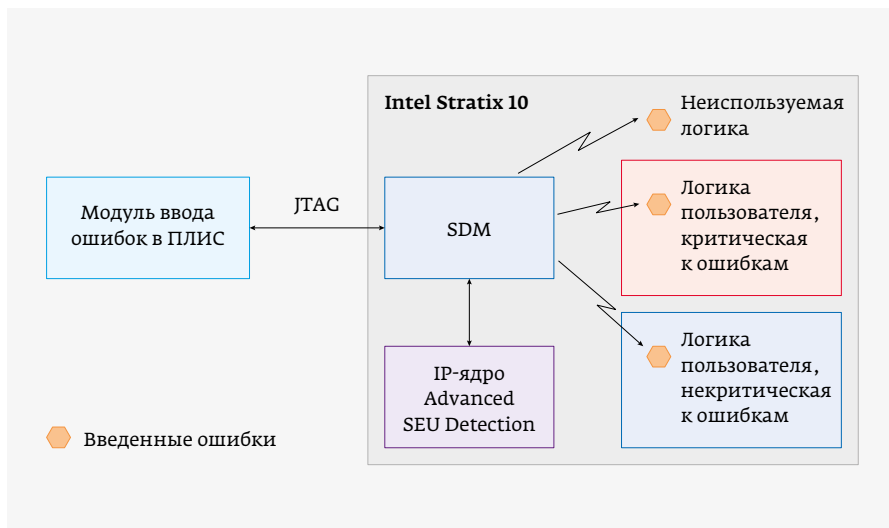 Intel Stratix 10
Неиспользуемая
логика
Модуль ввода
ошибок в ПЛИС
JTAG
SDM
Логика
пользователя,
критическая
к ошибкам
IP-ядро
Advanced
SEU Detection
Логика
пользователя,
некритическая
к ошибкам
Введенные ошибки